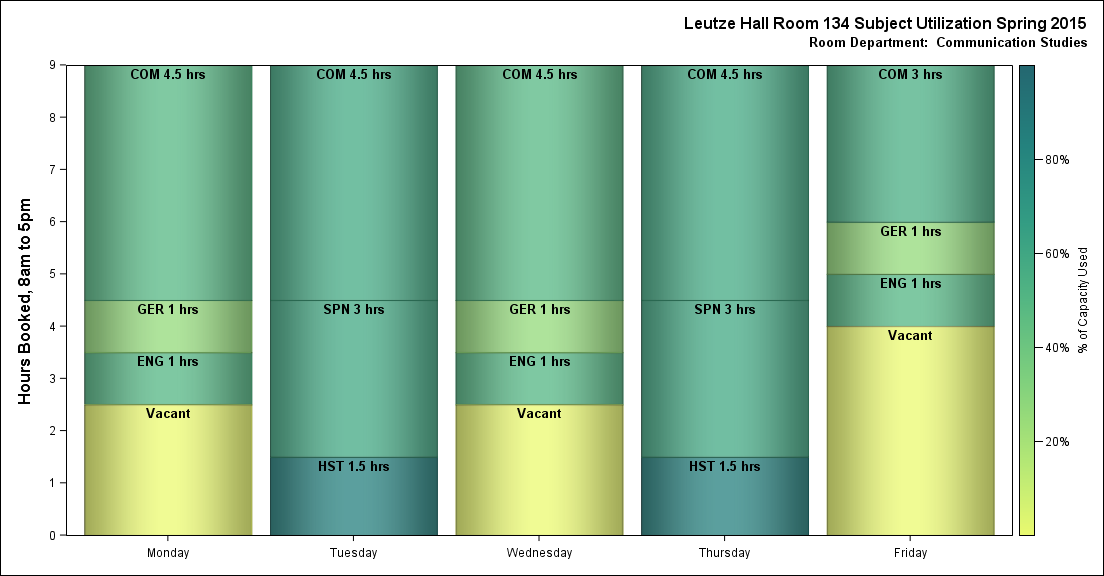 Leutze Hall Room 134 Subject Utilization Spring 2015
Room Department:  Communication Studies
Hours Booked, 8am to 5pm
9
8
7
6
5
4
3
2
1
0
COM 4.5 hrs
GER 1 hrs
ENG 1 hrs
Vacant
COM 4.5 hrs
SPN 3 hrs
HST 1.5 hrs
COM 4.5 hrs
GER 1 hrs
ENG 1 hrs
Vacant
COM 4.5 hrs
SPN 3 hrs
HST 1.5 hrs
COM 3 hrs
GER 1 hrs
ENG 1 hrs
Vacant
Monday
Tuesday
Wednesday
Thursday
Friday
80%
60%
40%
20%
% of Capacity Used